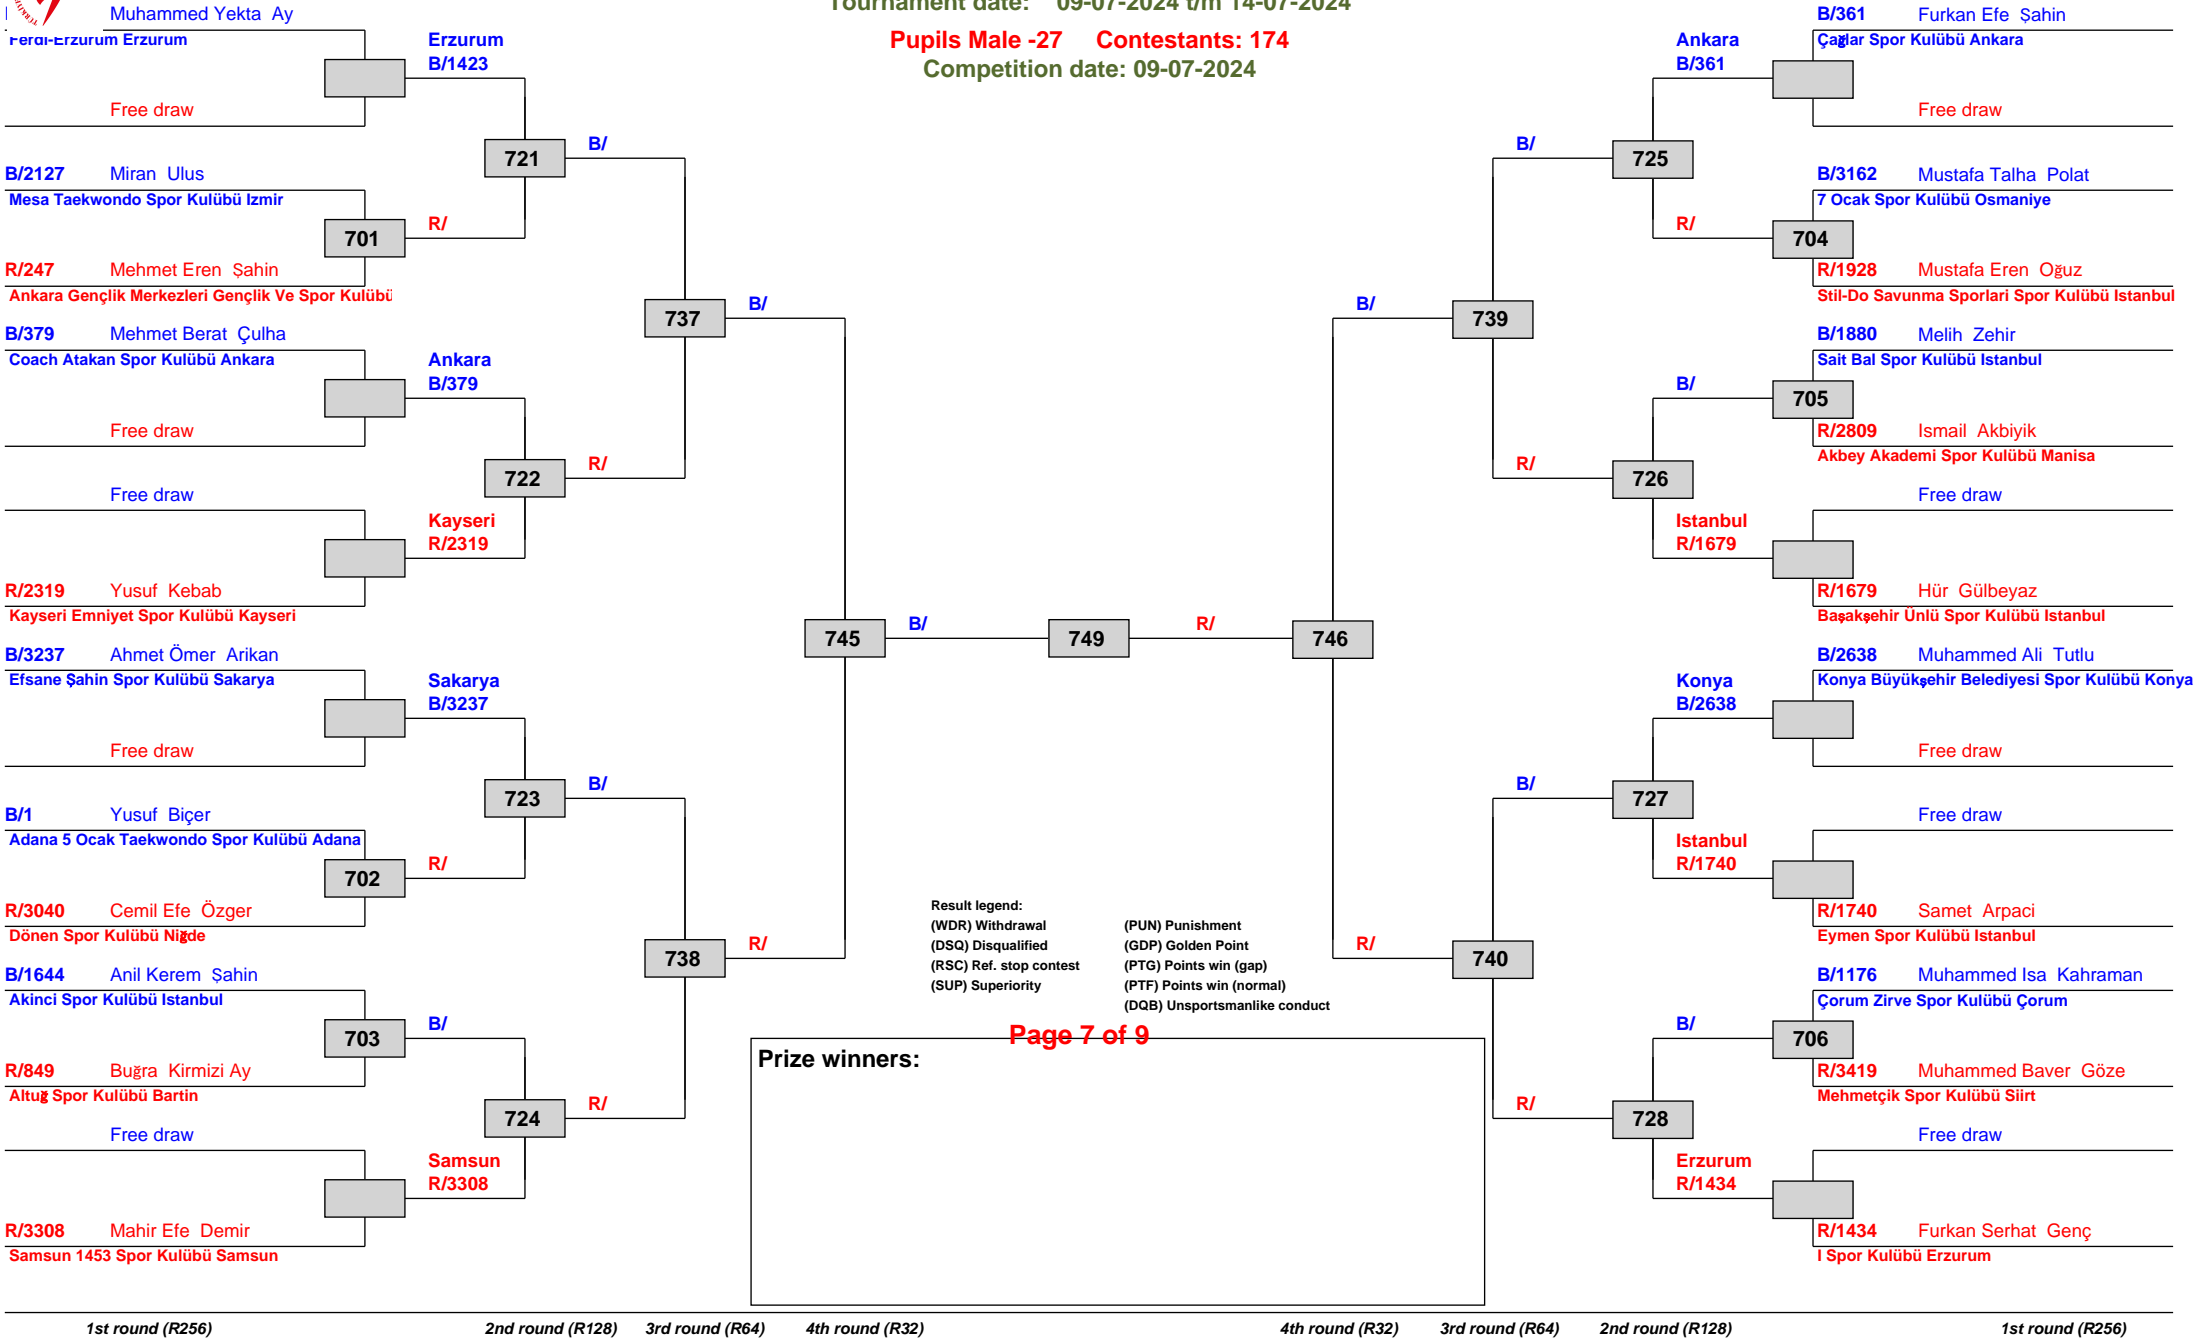 Tournament date: 09-07-2024 t/m 14-07-2024
Pupils Male -27 Contestants: 174
Competition date: 09-07-2024
Muhammed Yekta Ay
Ferdi-Erzurum Erzurum
Free draw
B/2127 Miran Ulus
Mesa Taekwondo Spor Kulübü Izmir
701
R/247 Mehmet Eren Şahin
Ankara Gençlik Merkezleri Gençlik Ve Spor Kulübü
B/379 Mehmet Berat Çulha
Coach Atakan Spor Kulübü Ankara
Free draw
Free draw
R/2319 Yusuf Kebab
Kayseri Emniyet Spor Kulübü Kayseri
B/3237 Ahmet Ömer Arikan
Efsane Şahin Spor Kulübü Sakarya
Free draw
B/1 Yusuf Biçer
Adana 5 Ocak Taekwondo Spor Kulübü Adana
702
R/3040 Cemil Efe Özger
Dönen Spor Kulübü Niğde
B/1644 Anil Kerem Şahin
Akinci Spor Kulübü Istanbul
703
R/849 Buğra Kirmizi Ay
Altuğ Spor Kulübü Bartin
Free draw
R/3308 Mahir Efe Demir
Samsun 1453 Spor Kulübü Samsun
Erzurum
B/1423
721
R/
Ankara
B/379
722
Kayseri
R/2319
Sakarya
B/3237
723
R/
B/
724
Samsun
R/3308
B/
737
R/
B/
738
R/
B/
745
R/
B/
749
R/
746
B/
R/
739
740
B/
R/
B/
R/
Ankara
B/361
725
R/
B/
726
Istanbul
R/1679
Konya
B/2638
727
Istanbul
R/1740
B/
728
Erzurum
R/1434
B/361 Furkan Efe Şahin
Çağlar Spor Kulübü Ankara
Free draw
B/3162 Mustafa Talha Polat
7 Ocak Spor Kulübü Osmaniye
704
R/1928 Mustafa Eren Oğuz
Stil-Do Savunma Sporlari Spor Kulübü Istanbul
B/1880 Melih Zehir
Sait Bal Spor Kulübü Istanbul
705
R/2809 Ismail Akbiyik
Akbey Akademi Spor Kulübü Manisa
Free draw
R/1679 Hür Gülbeyaz
Başakşehir Ünlü Spor Kulübü Istanbul
B/2638 Muhammed Ali Tutlu
Konya Büyükşehir Belediyesi Spor Kulübü Konya
Free draw
Free draw
R/1740 Samet Arpaci
Eymen Spor Kulübü Istanbul
B/1176 Muhammed Isa Kahraman
Çorum Zirve Spor Kulübü Çorum
706
R/3419 Muhammed Baver Göze
Mehmetçik Spor Kulübü Siirt
Free draw
R/1434 Furkan Serhat Genç
I Spor Kulübü Erzurum
Result legend:
(WDR) Withdrawal (PUN) Punishment
(DSQ) Disqualified (GDP) Golden Point
(RSC) Ref. stop contest (PTG) Points win (gap)
(SUP) Superiority (PTF) Points win (normal)
(DQB) Unsportsmanlike conduct
Page 7 of 9
Prize winners:
1st round (R256) 2nd round (R128) 3rd round (R64) 4th round (R32) 4th round (R32) 3rd round (R64) 2nd round (R128) 1st round (R256)